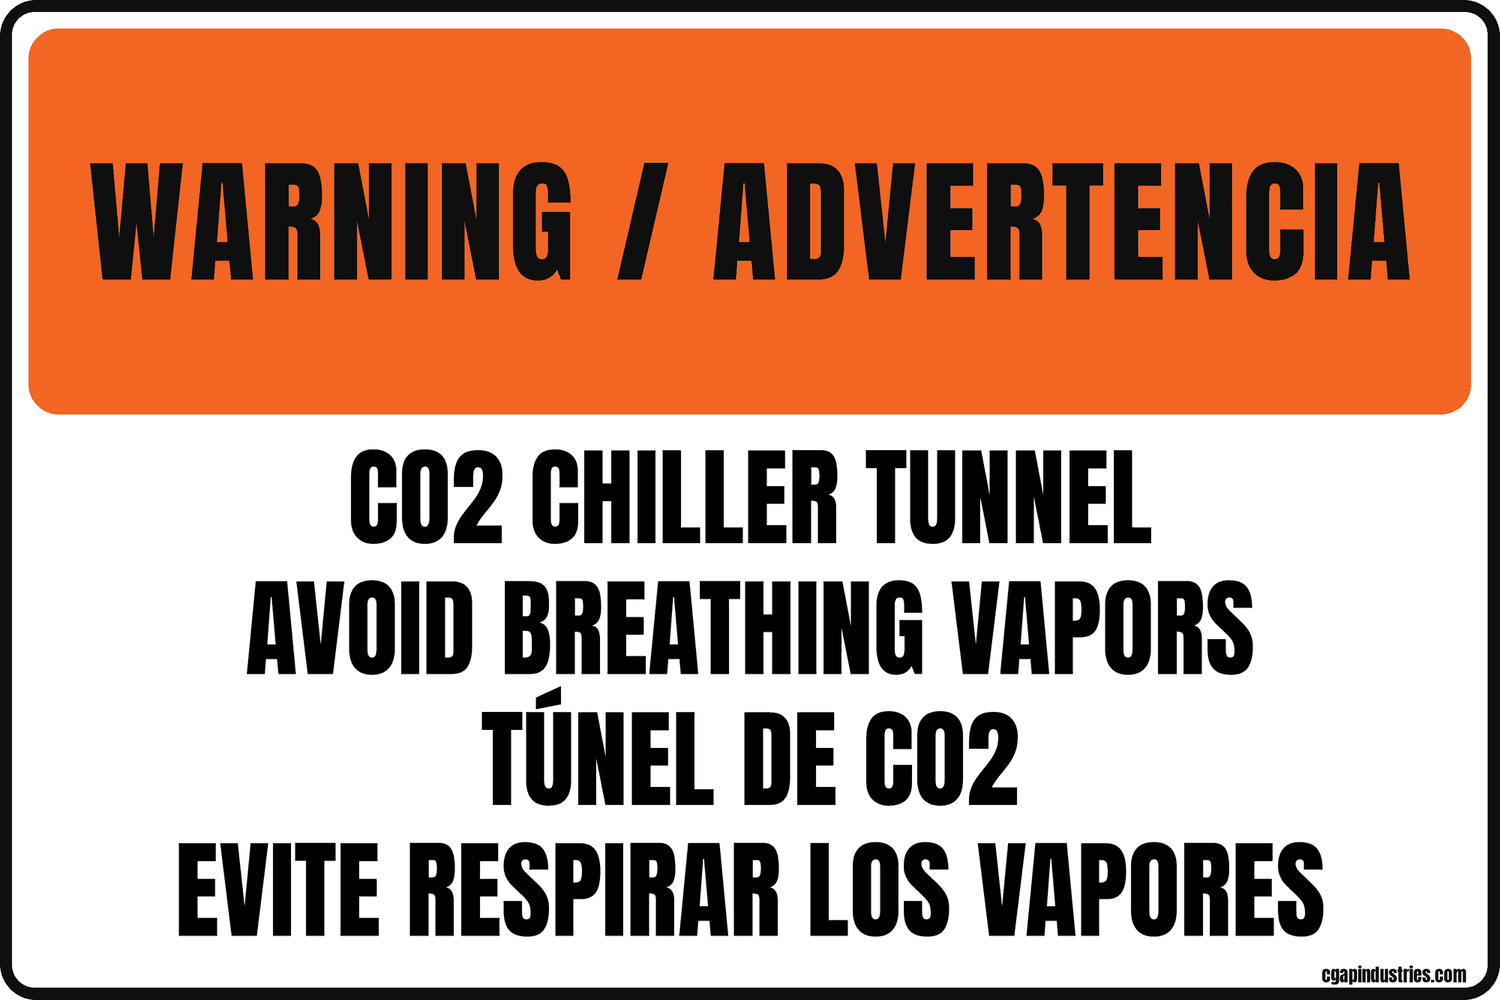 WARNING / ADVERTENCIA
CO2 CHILLER TUNNEL
AVOID BREATHING VAPORS
TÚNEL DE CO2
EVITE RESPIRAR LOS VAPORES
cgapindustries.com